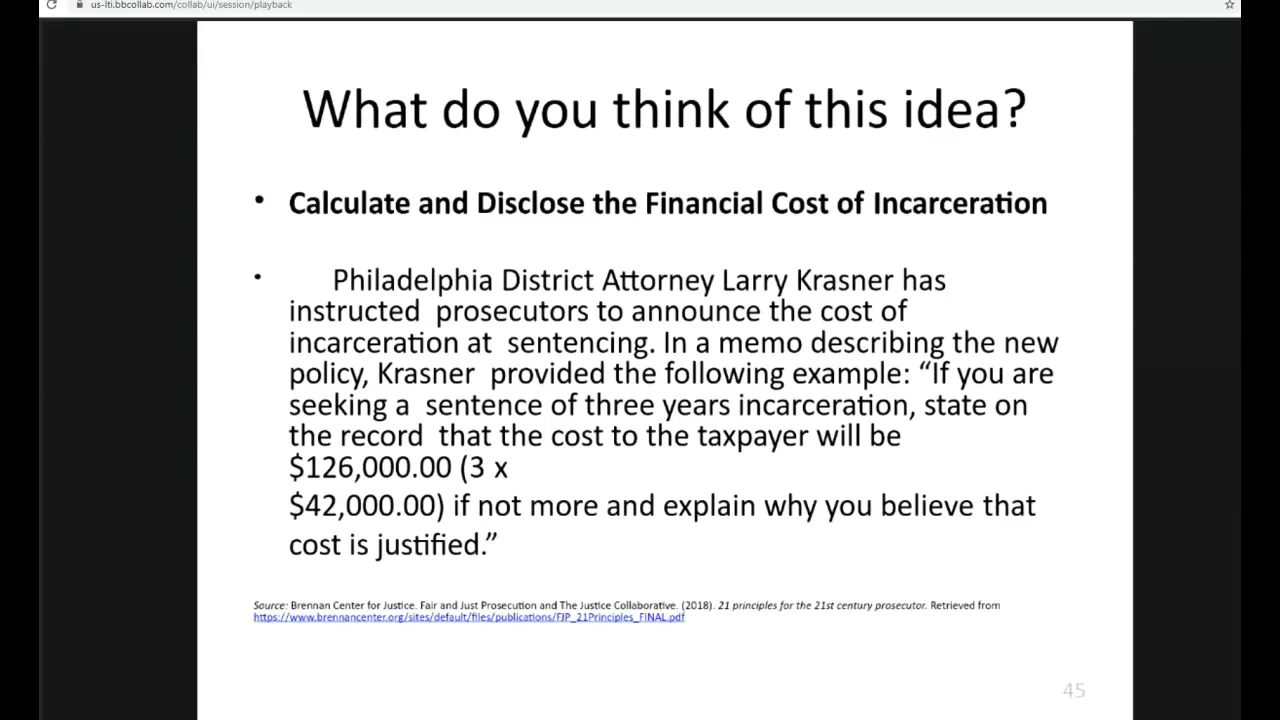 us-lti.bbcollab.com/collab/ui/session/playback
What do you think of this idea?
• Calculate and Disclose the Financial Cost of Incarceration
• Philadelphia District Attorney Larry Krasner has
instructed prosecutors to announce the cost of
incarceration at sentencing. In a memo describing the new
policy, Krasner provided the following example: “If you are
seeking a sentence of three years incarceration, state on
the record that the cost to the taxpayer will be
$126,000.00 (3 x
$42,000.00) if not more and explain why you believe that
cost is justified.”
Source: Brennan Center for Justice. Fair and Just Prosecution and The Justice Collaborative. (2018). 21 principles for the 21st century prosecutor. Retrieved from
https://www.brennancenter.org/sites/default/files/publications/FJP_21Principles_FINAL.pdf
45